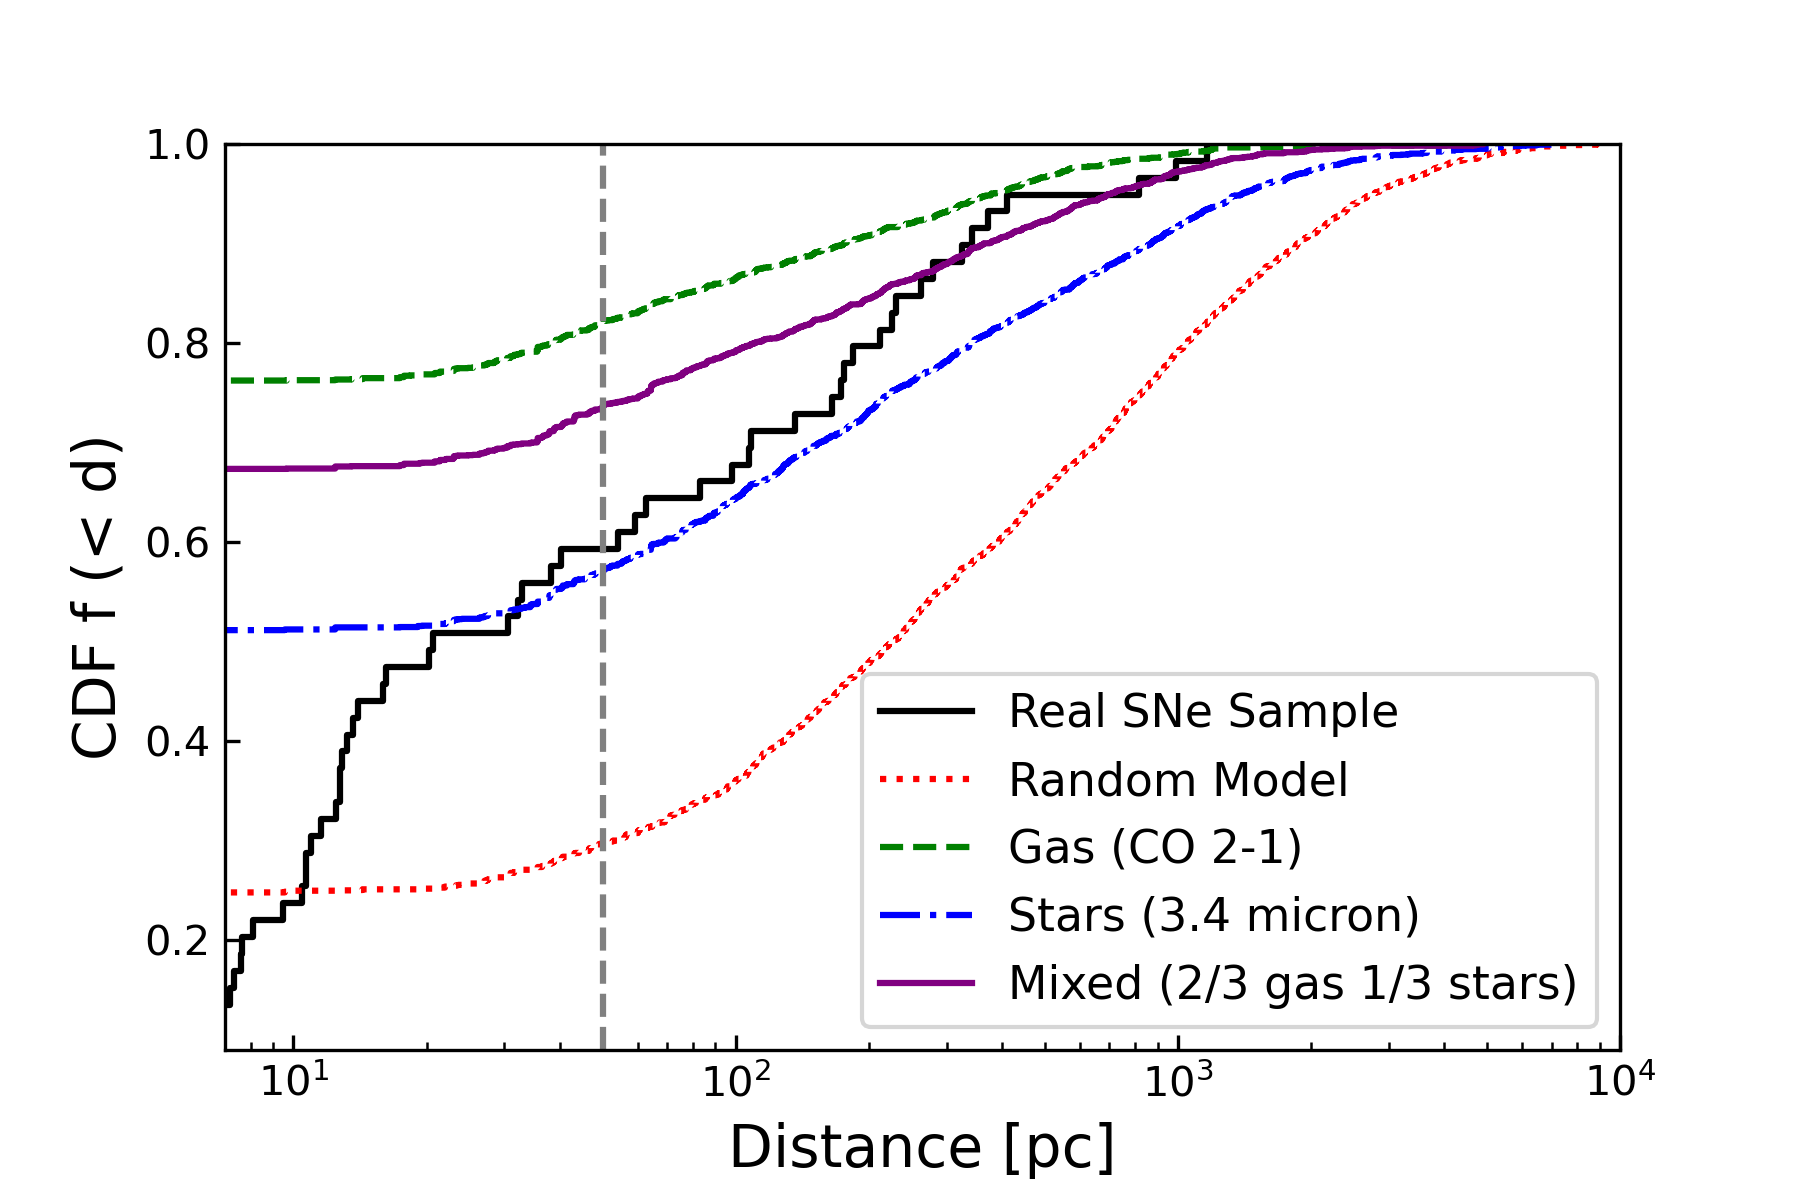 1.0
0.8
0.6
0.4
0.2
CDF f (< d)
Real SNe Sample
Random Model
Gas (CO 2-1)
Stars (3.4 micron)
Mixed (2/3 gas 1/3 stars)
10¹ 10² 10³ 10⁴
Distance [pc]